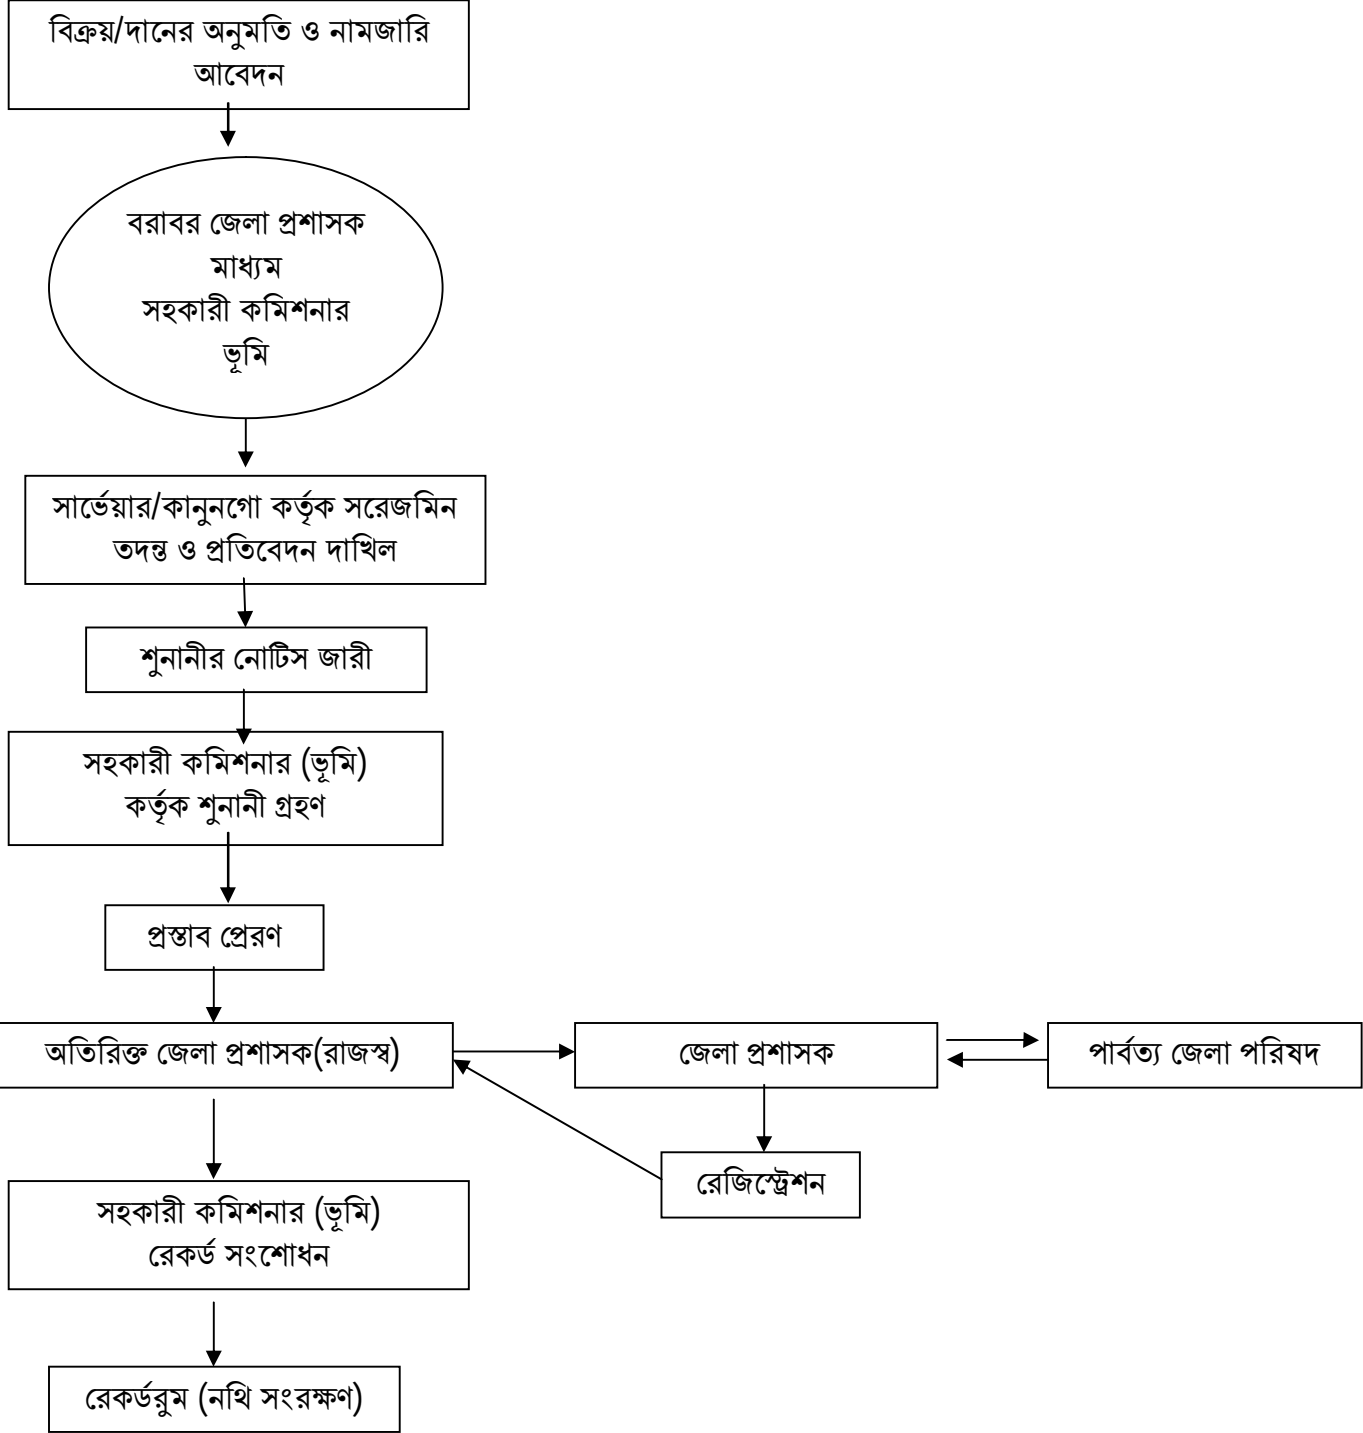 বিক্রয়/দানের অনুমতি ও নামজারি
আবেদন
বরাবর জেলা প্রশাসক
মাধ্যম
সহকারী কমিশনার
ভূমি
সার্ভেয়ার/কানুনগো কর্তৃক সরেজমিন
তদন্ত ও প্রতিবেদন দাখিল
শুনানীর নোটিস জারী
সহকারী কমিশনার (ভূমি)
কর্তৃক শুনানী গ্রহণ
প্রস্তাব প্রেরণ
অতিরিক্ত জেলা প্রশাসক(রাজস্ব)
জেলা প্রশাসক
পার্বত্য জেলা পরিষদ
রেজিস্ট্রেশন
সহকারী কমিশনার (ভূমি)
রেকর্ড সংশোধন
রেকর্ডরুম (নথি সংরক্ষণ)